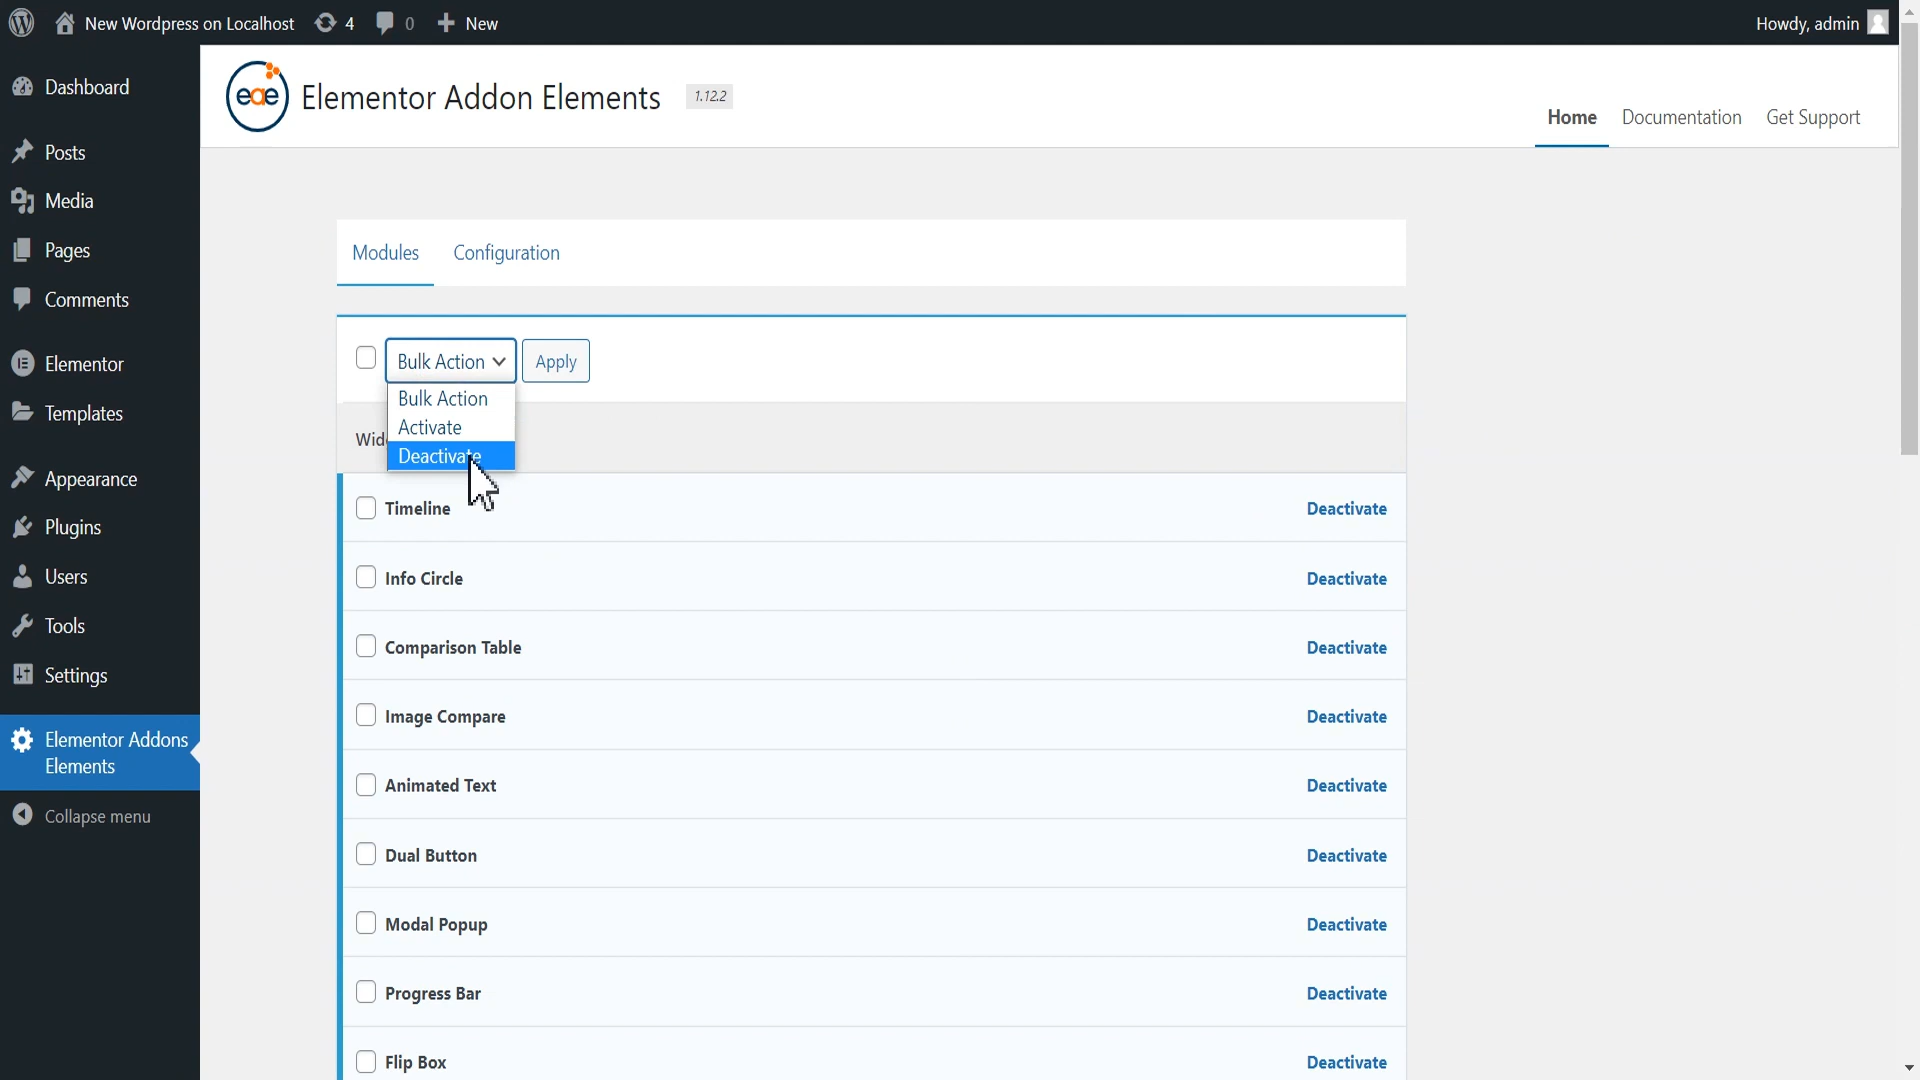 New Wordpress on Localhost 4 0 New Howdy, admin
Dashboard
Posts
Media
Pages
Comments
Elementor
Templates
Appearance
Plugins
Users
Tools
Settings
Elementor Addons
Elements
Collapse menu
eae Elementor Addon Elements 1.12.2
Home Documentation Get Support
Modules Configuration
Bulk Action Apply
Bulk Action
Activate
Deactivate
Timeline Deactivate
Info Circle Deactivate
Comparison Table Deactivate
Image Compare Deactivate
Animated Text Deactivate
Dual Button Deactivate
Modal Popup Deactivate
Progress Bar Deactivate
Flip Box Deactivate